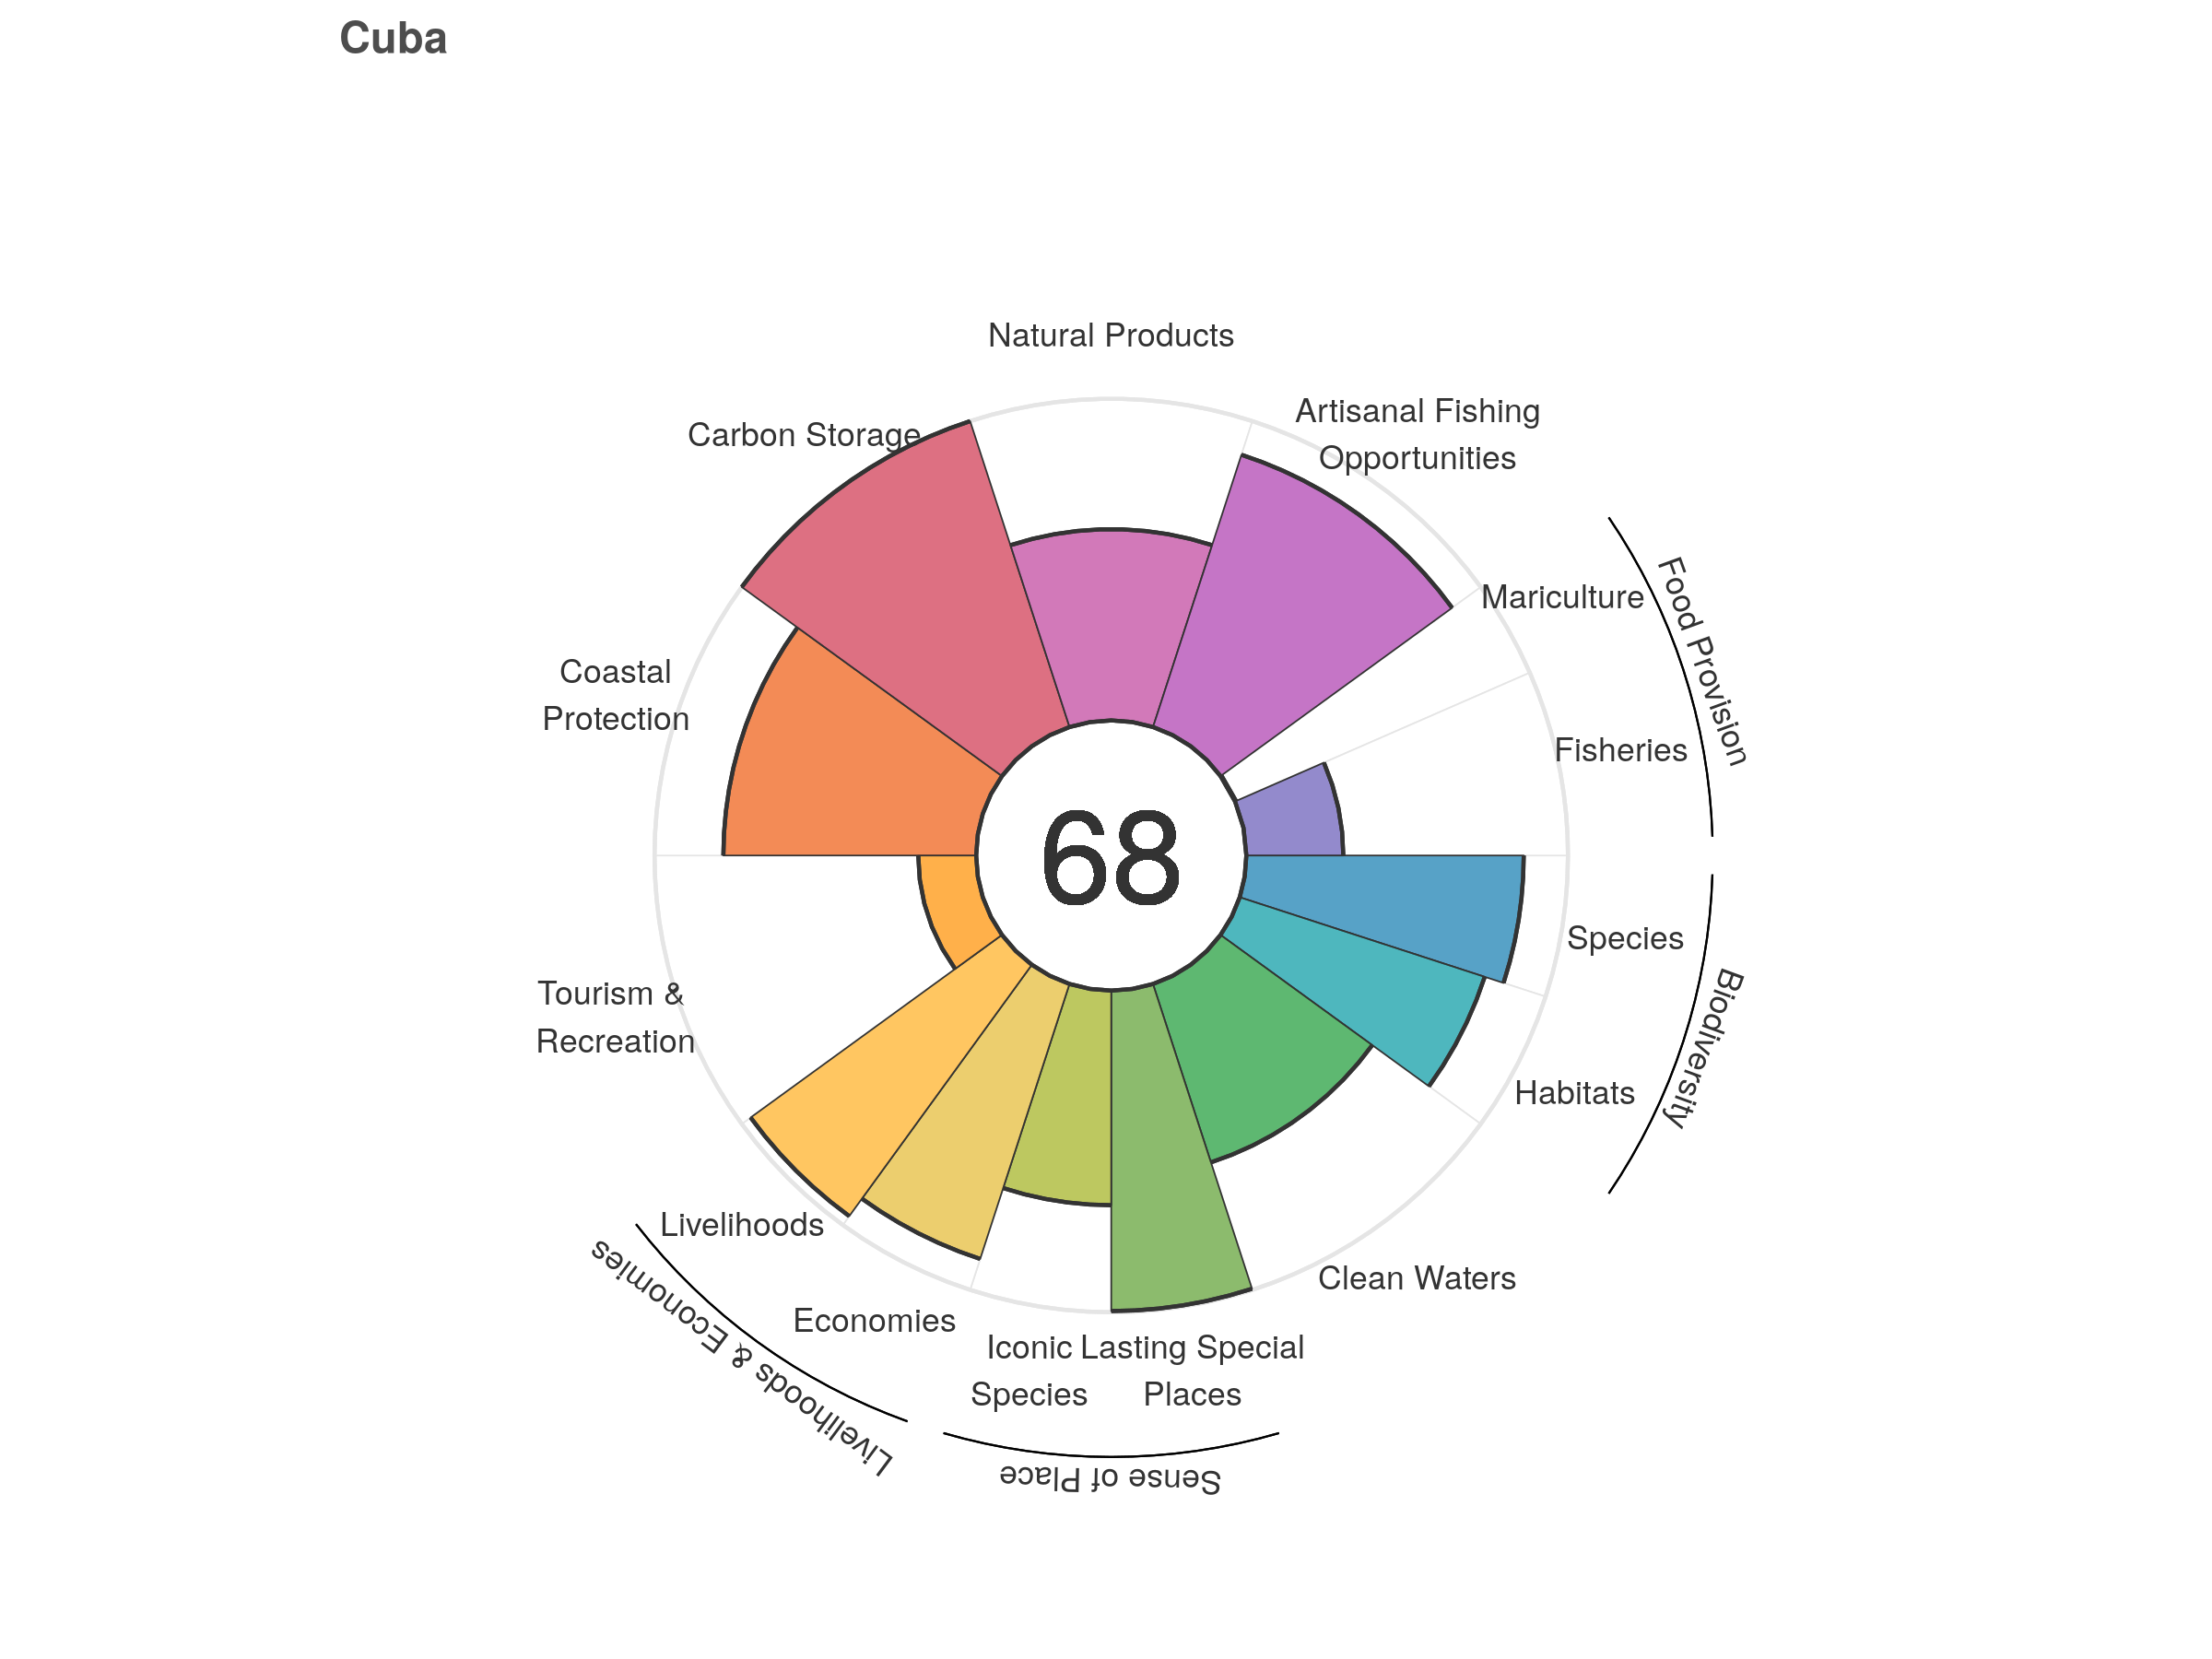 Cuba
Natural Products
Artisanal Fishing
Opportunities
Carbon Storage
Mariculture
Food Provision
Coastal
Protection
Fisheries
68
Species
Tourism &
Recreation
Biodiversity
Habitats
Livelihoods
Clean Waters
Economies
Livelihoods & Economies
Iconic
Species
Lasting Special
Places
Sense of Place